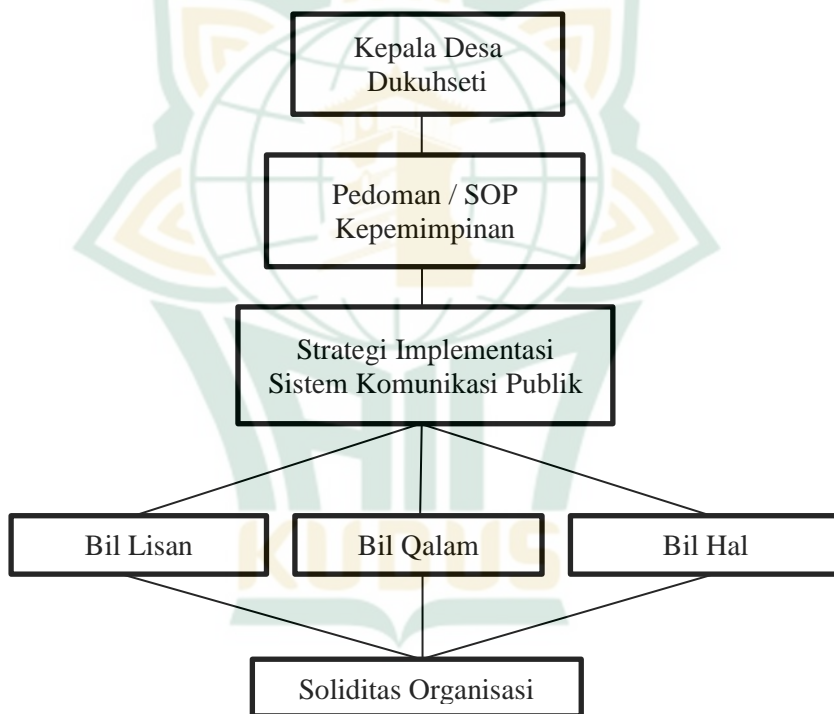 Kepala Desa
Dukuhseti
Pedoman / SOP
Kepemimpinan
Strategi Implementasi
Sistem Komunikasi Publik
Bil Lisan
Bil Qalam
Bil Hal
Soliditas Organisasi
KUDUS